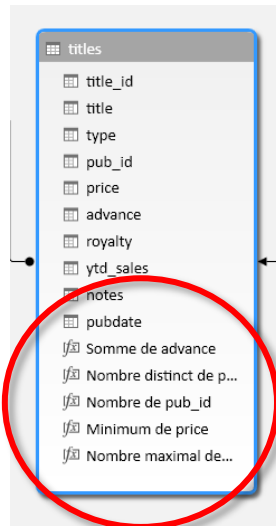 titles
title_id
title
type
pub_id
price
advance
royalty
ytd_sales
notes
pubdate
Somme de advance
Nombre distinct de p...
Nombre de pub_id
Minimum de price
Nombre maximal de...